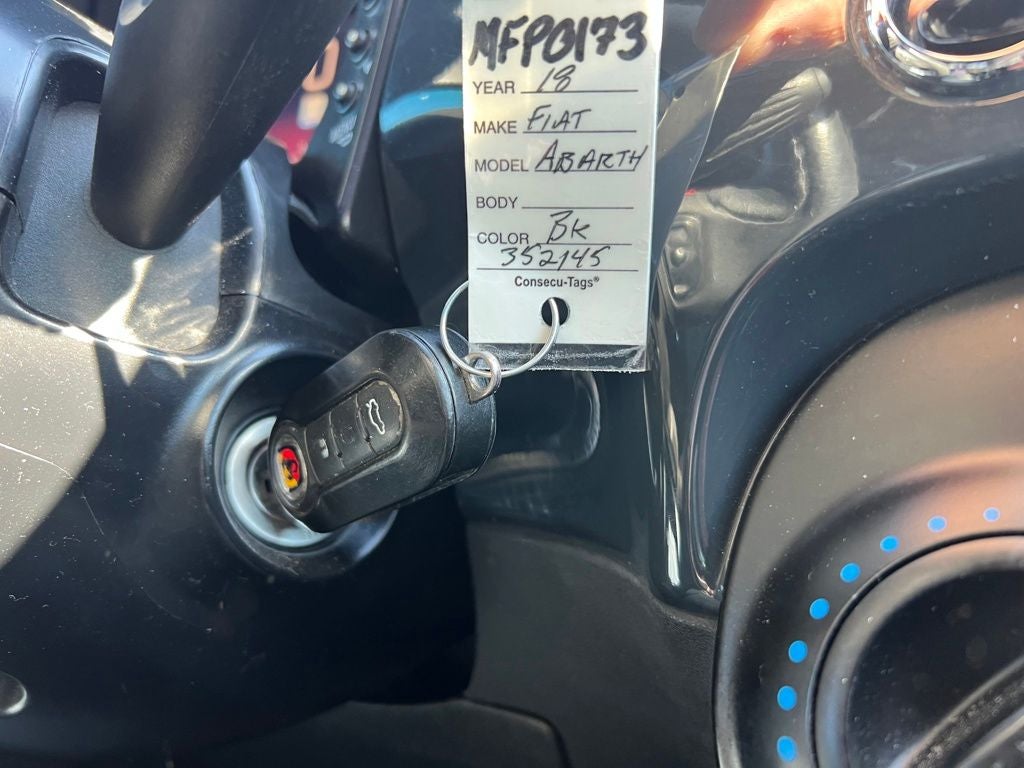 MFP0173
YEAR 18
MAKE FIAT
MODEL ABARTH
BODY
COLOR BK
352145
Consecu-Tags®